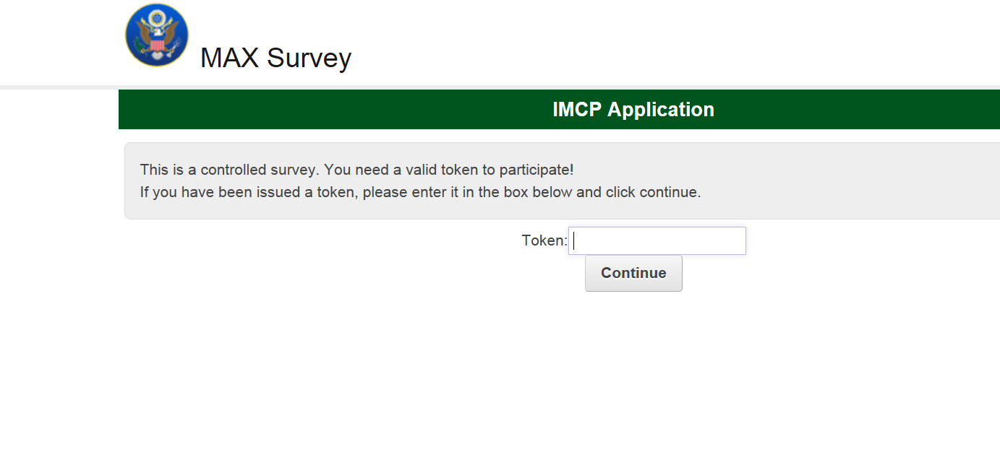 MAX Survey
IMCP Application
This is a controlled survey. You need a valid token to participate!
If you have been issued a token, please enter it in the box below and click continue.
Token:
Continue